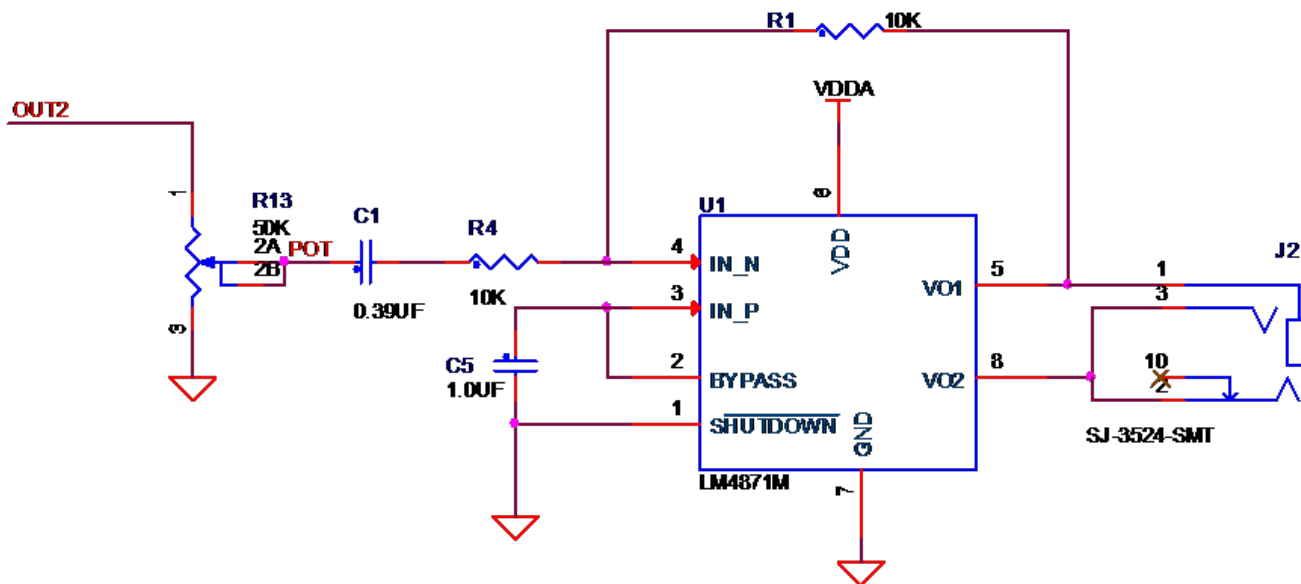 R1 10K
VDDA
OUT2
1
R13
50K
2A
2B
POT
C1
0.39UF
R4
10K
3
C5
1.0UF
U1
6
VDD
4 IN_N
3 IN_P
2 BYPASS
1 SHUTDOWN
GND
7
LM4871M
VO1 5
VO2 8
J2
1
3
10
2
SJ-3524-SMT